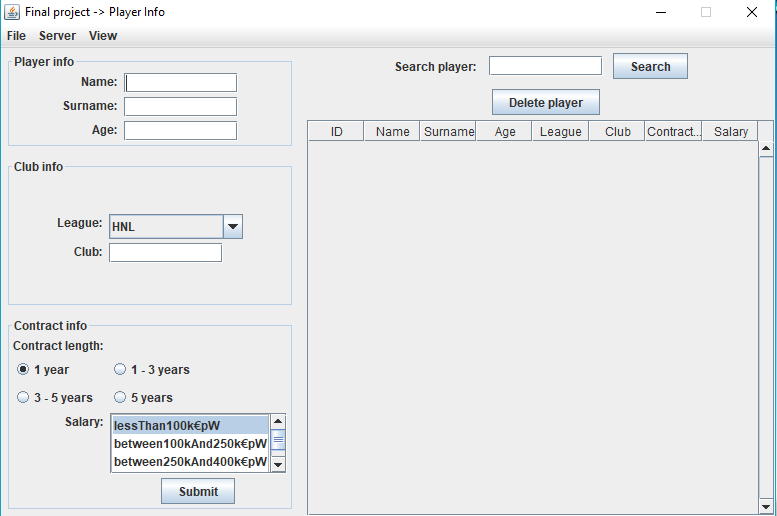 Final project -> Player Info
File Server View
Player info
Name:
Surname:
Age:
Club info
League: HNL
Club:
Contract info
Contract length:
1 year 1 - 3 years
3 - 5 years 5 years
Salary: lessThan100k€pW
between100kAnd250k€pW
between250kAnd400k€pW
Submit
Search player: Search
Delete player
ID Name Surname Age League Club Contract... Salary